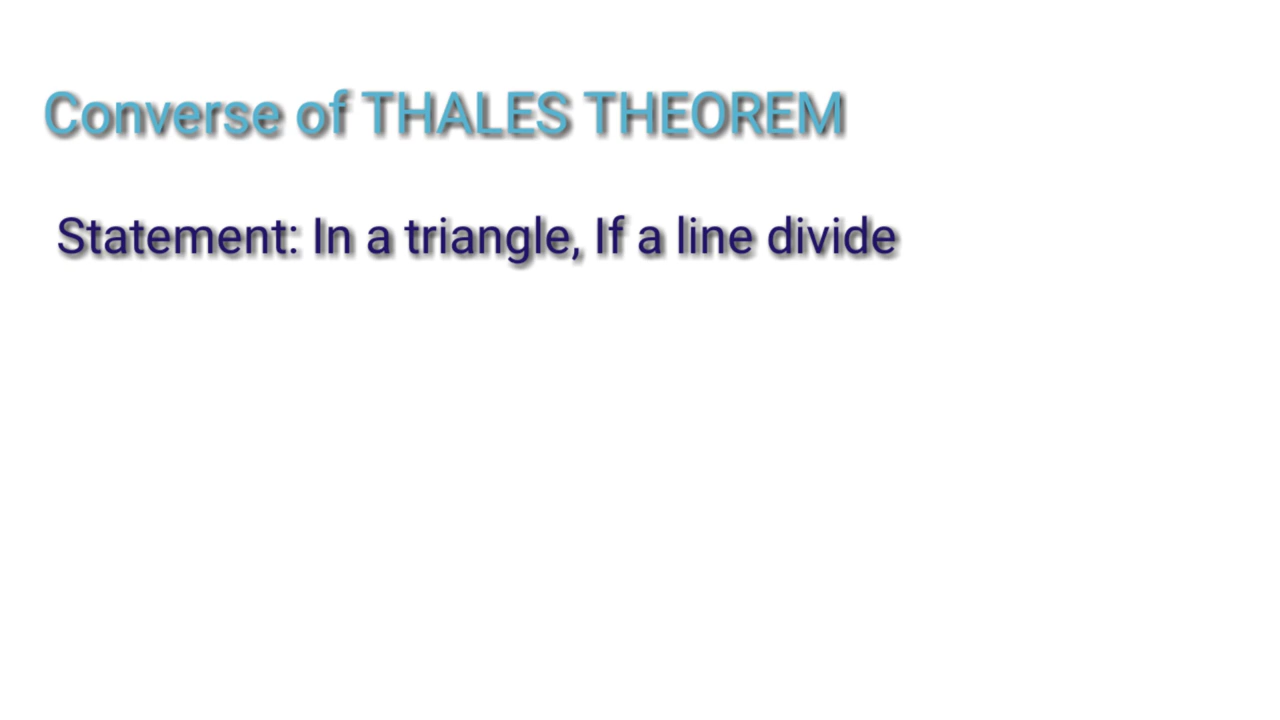 Converse of THALES THEOREM
Statement: In a triangle, If a line divide